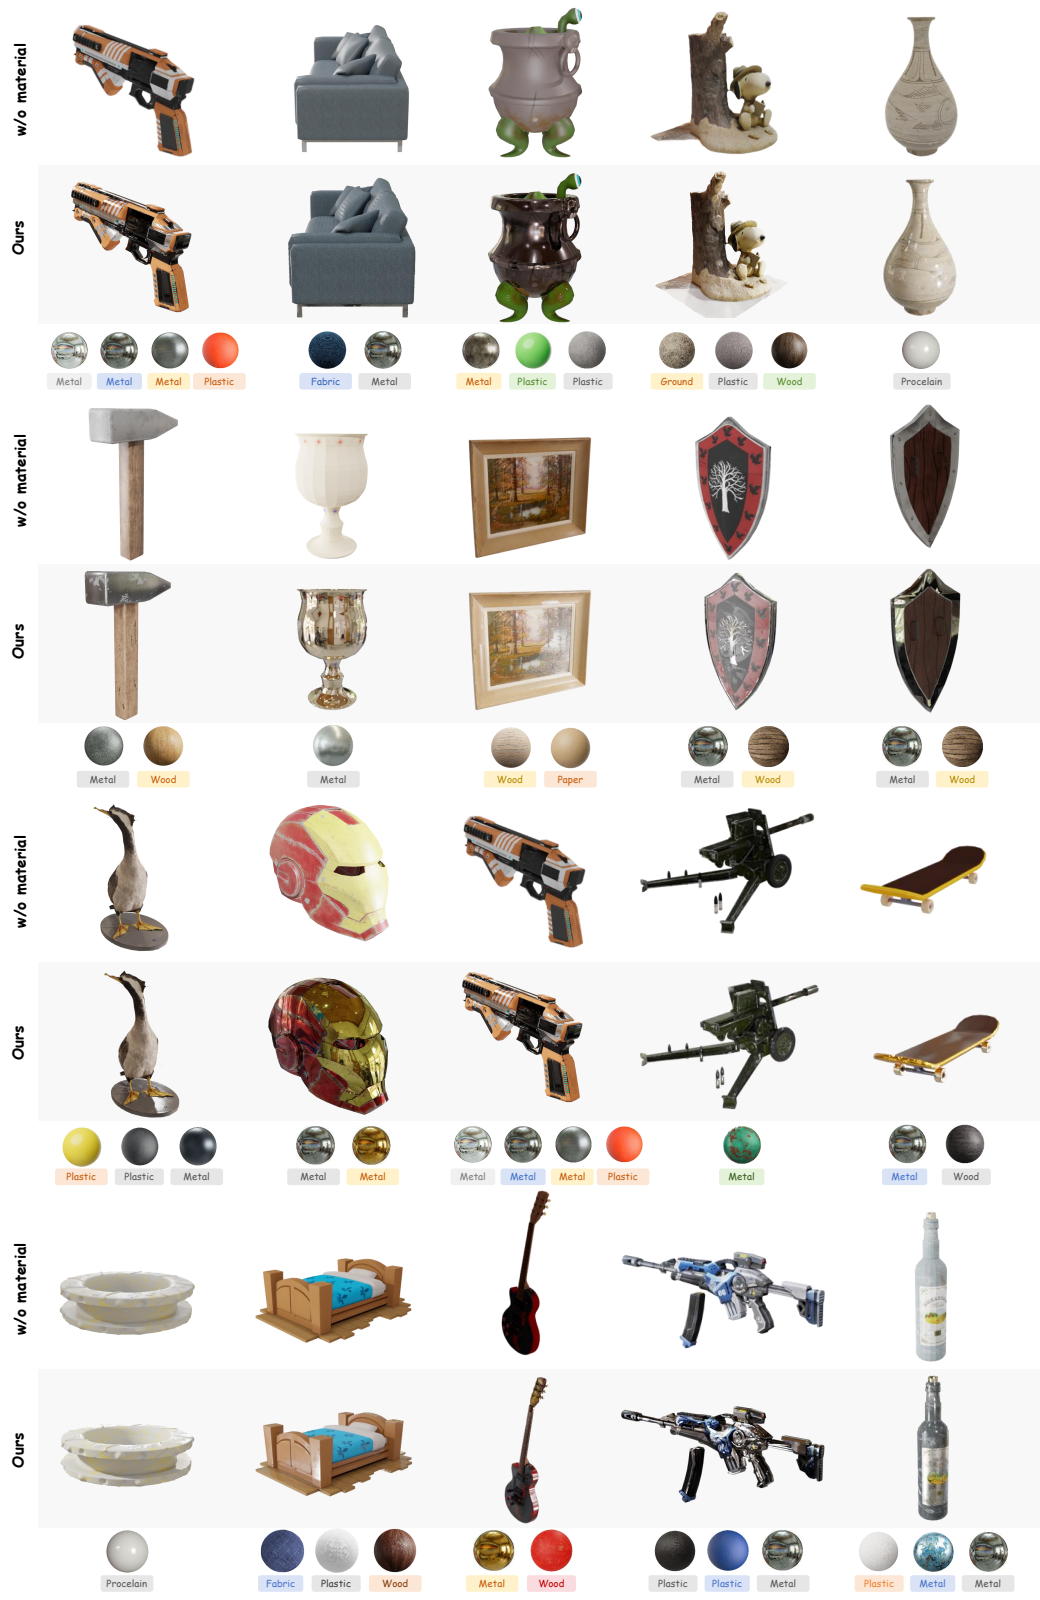 w/o material
Ours
Metal Metal Metal Plastic Fabric Metal Metal Plastic Plastic Ground Plastic Wood Procelain
w/o material
Ours
Metal Wood Metal Wood Paper Metal Wood Metal Wood
w/o material
Ours
Plastic Plastic Metal Metal Metal Metal Metal Metal Plastic Metal Metal Wood
w/o material
Ours
Procelain Fabric Plastic Wood Metal Wood Plastic Plastic Metal Plastic Metal Metal